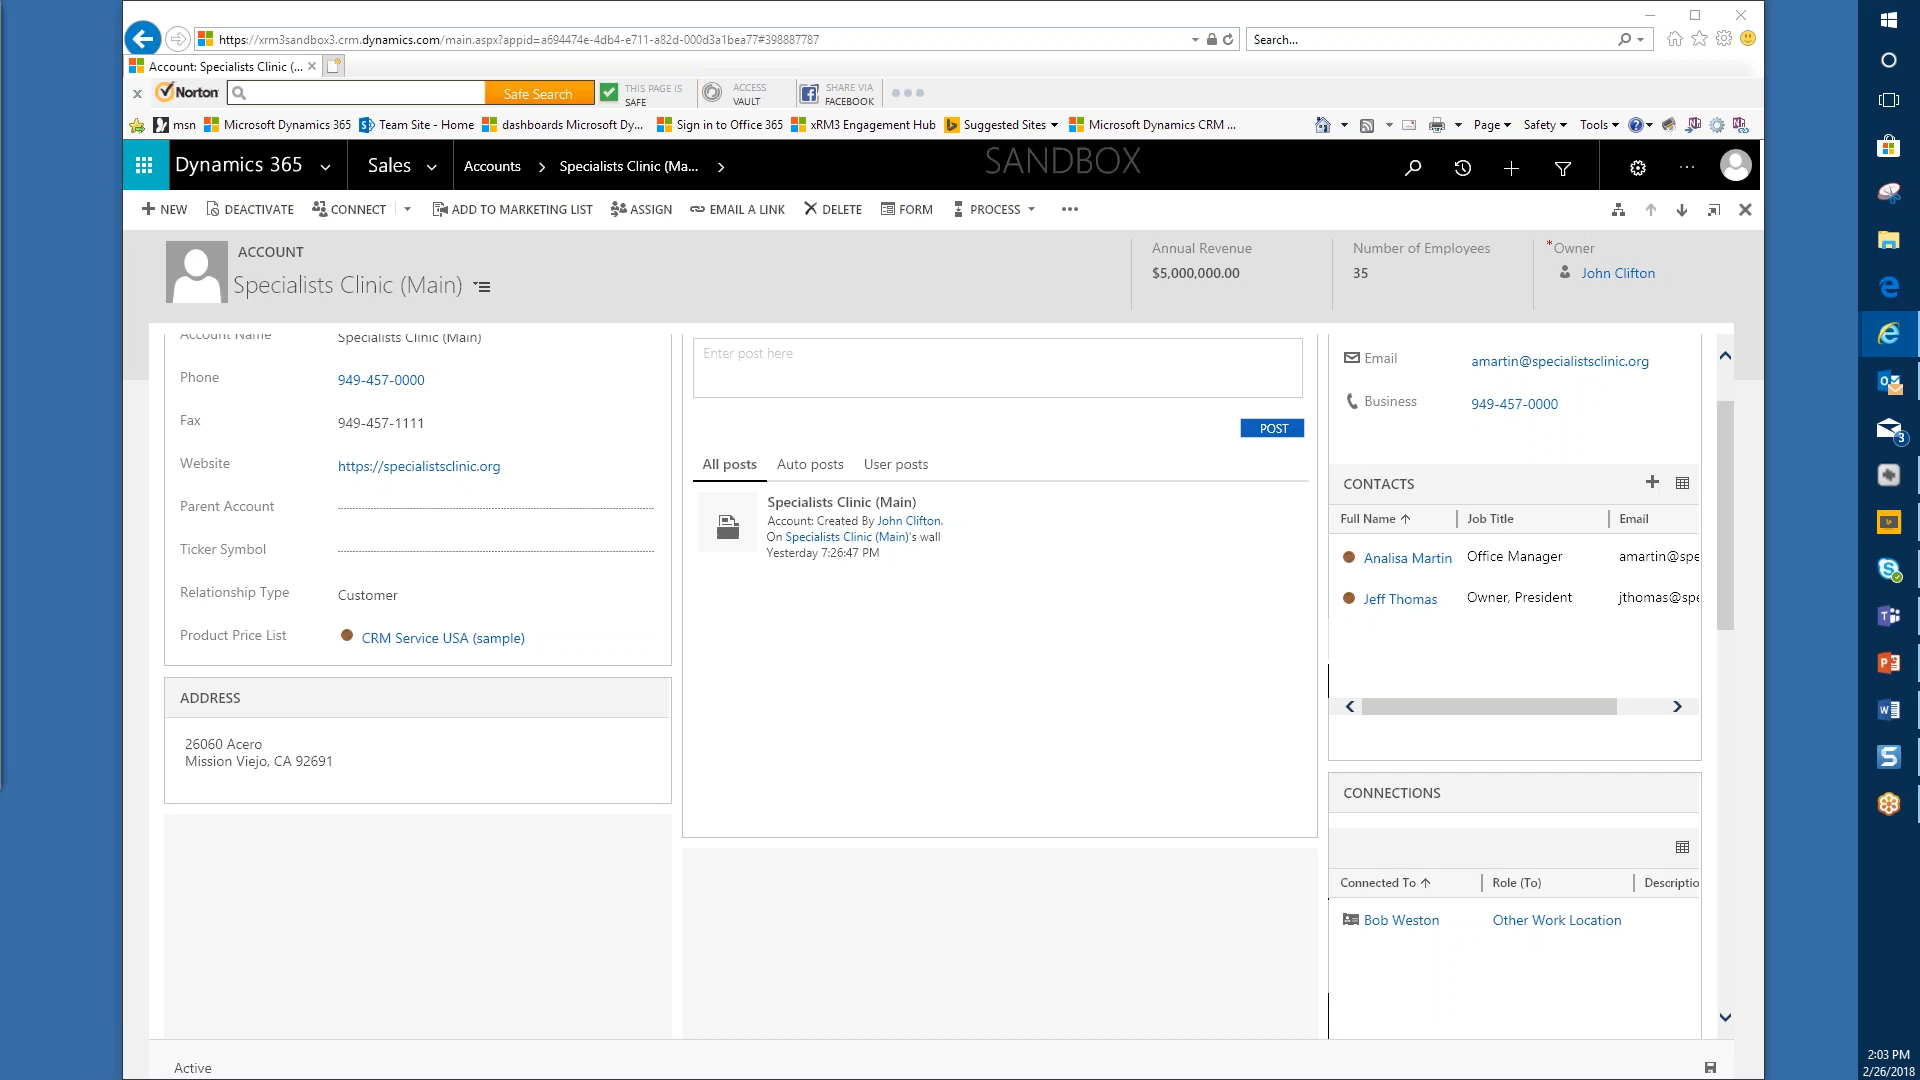 https://xrm3sandbox3.crm.dynamics.com/main.aspx?appid=a694474e-4db4-e711-a82d-000d3a1bea77#398887787
Search...
Account: Specialists Clinic (...
Norton
Safe Search
THIS PAGE IS SAFE
ACCESS VAULT
SHARE VIA FACEBOOK
msn
Microsoft Dynamics 365
Team Site - Home
dashboards Microsoft Dy...
Sign in to Office 365
xRM3 Engagement Hub
Suggested Sites
Microsoft Dynamics CRM ...
Page
Safety
Tools
Dynamics 365
Sales
Accounts
Specialists Clinic (Ma...
SANDBOX
NEW
DEACTIVATE
CONNECT
ADD TO MARKETING LIST
ASSIGN
EMAIL A LINK
DELETE
FORM
PROCESS
ACCOUNT
Specialists Clinic (Main)
Annual Revenue
$5,000,000.00
Number of Employees
35
*Owner
John Clifton
Account Name Specialists Clinic (Main)
Phone 949-457-0000
Fax 949-457-1111
Website https://specialistsclinic.org
Parent Account
Ticker Symbol
Relationship Type Customer
Product Price List CRM Service USA (sample)
ADDRESS
26060 Acero
Mission Viejo, CA 92691
Enter post here
POST
All posts Auto posts User posts
Specialists Clinic (Main)
Account: Created By John Clifton.
On Specialists Clinic (Main)'s wall
Yesterday 7:26:47 PM
Email amartin@specialistsclinic.org
Business 949-457-0000
CONTACTS
Full Name Job Title Email
Analisa Martin Office Manager amartin@spe
Jeff Thomas Owner, President jthomas@spe
CONNECTIONS
Connected To Role (To) Descriptio
Bob Weston Other Work Location
Active
3
2:03 PM
2/26/2018